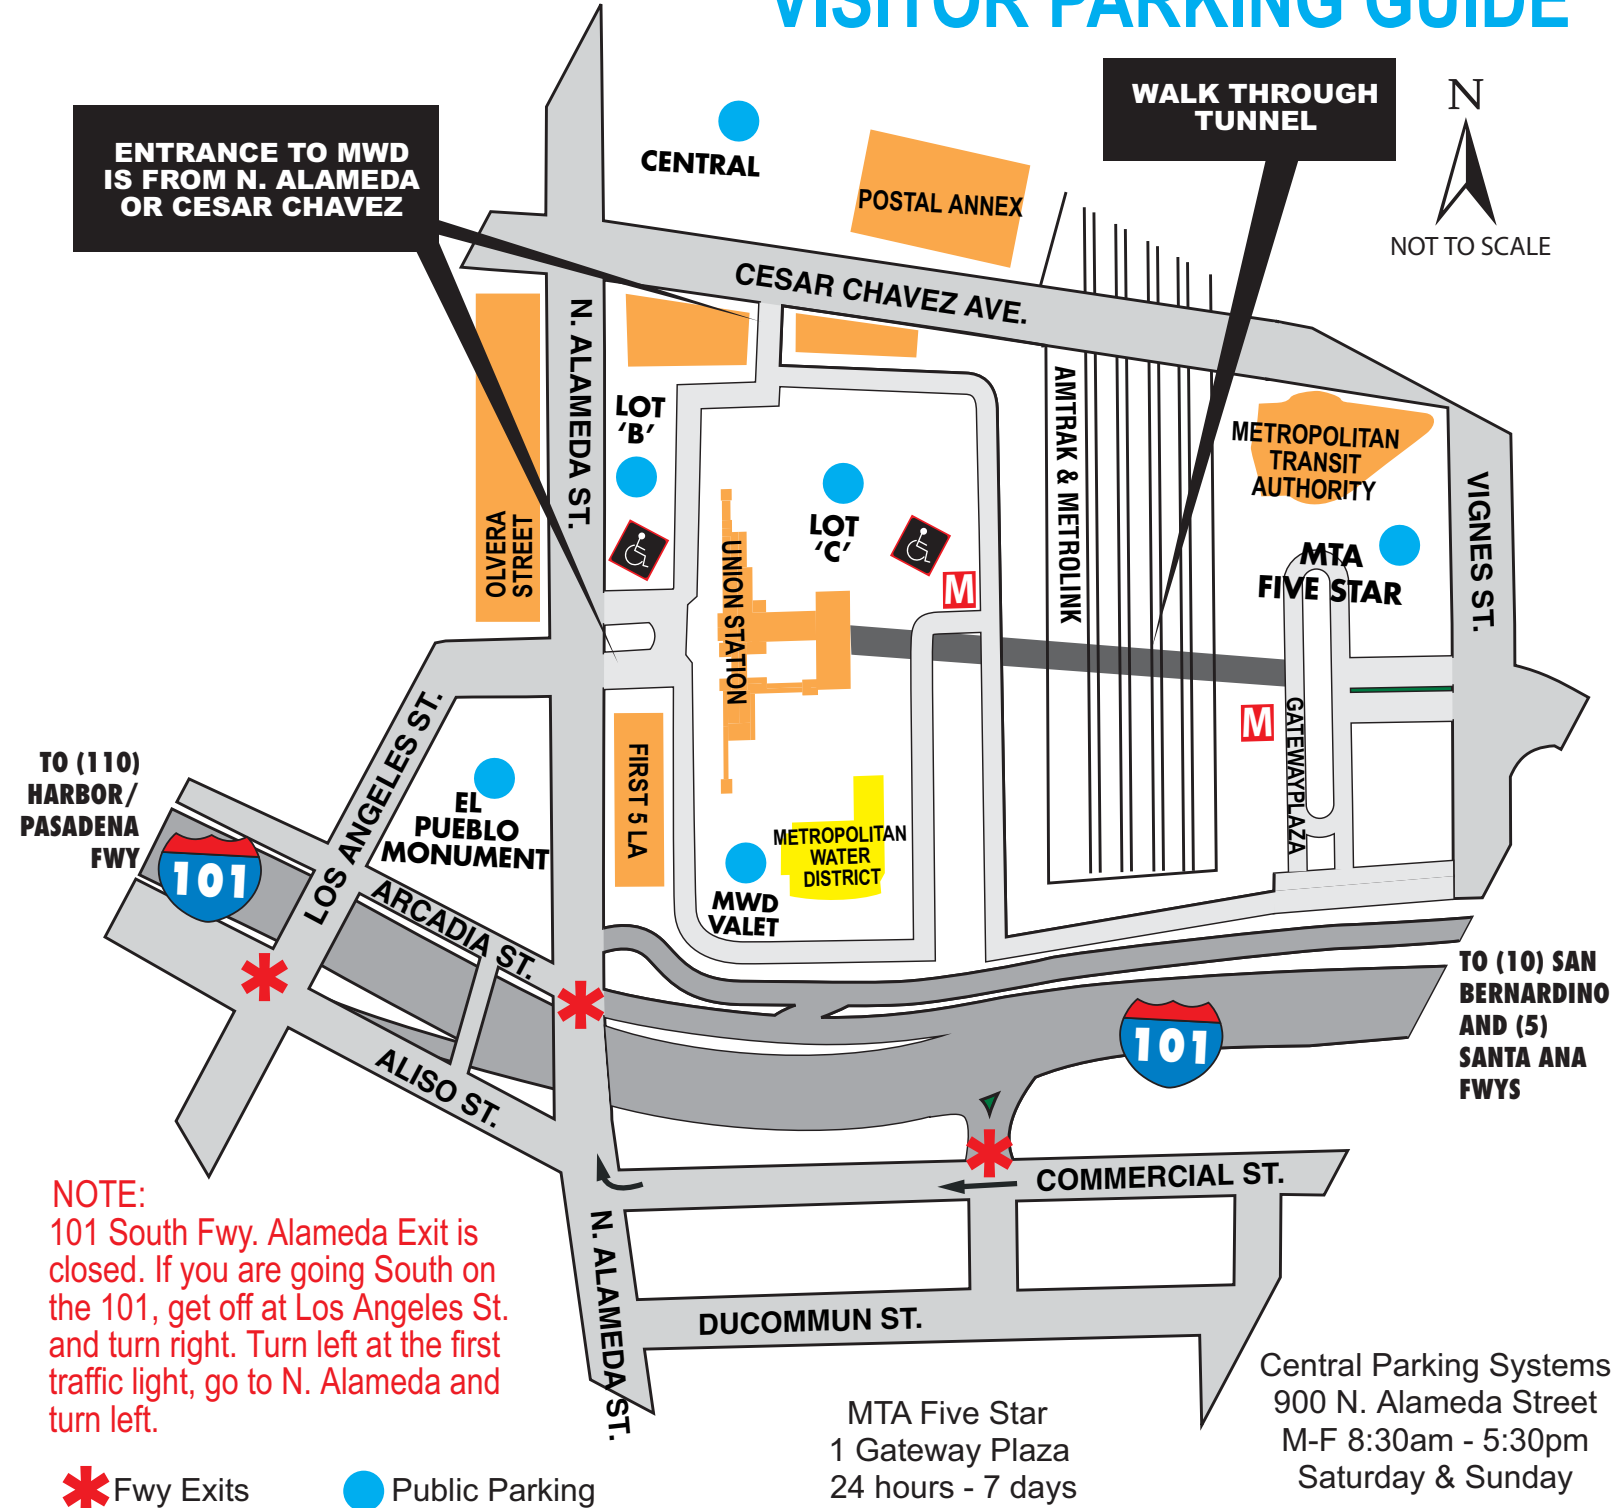 VISITOR PARKING GUIDE
ENTRANCE TO MWD
IS FROM N. ALAMEDA
OR CESAR CHAVEZ
WALK THROUGH
TUNNEL
N
NOT TO SCALE
CENTRAL
POSTAL ANNEX
CESAR CHAVEZ AVE.
N. ALAMEDA ST.
LOT
‘B’
OLVERA
STREET
UNION STATION
LOT
‘C’
M
AMTRAK & METROLINK
METROPOLITAN
TRANSIT
AUTHORITY
MTA
FIVE STAR
VIGNES ST.
M
GATEWAYPLAZA
LOS ANGELES ST.
TO (110)
HARBOR/
PASADENA
FWY
101
EL
PUEBLO
MONUMENT
FIRST 5 LA
METROPOLITAN
WATER
DISTRICT
MWD
VALET
ARCADIA ST.
ALISO ST.
101
TO (10) SAN
BERNARDINO
AND (5)
SANTA ANA
FWYS
COMMERCIAL ST.
N. ALAMEDA ST.
DUCOMMUN ST.
NOTE:
101 South Fwy. Alameda Exit is
closed. If you are going South on
the 101, get off at Los Angeles St.
and turn right. Turn left at the first
traffic light, go to N. Alameda and
turn left.
Fwy Exits
Public Parking
MTA Five Star
1 Gateway Plaza
24 hours - 7 days
Central Parking Systems
900 N. Alameda Street
M-F 8:30am - 5:30pm
Saturday & Sunday